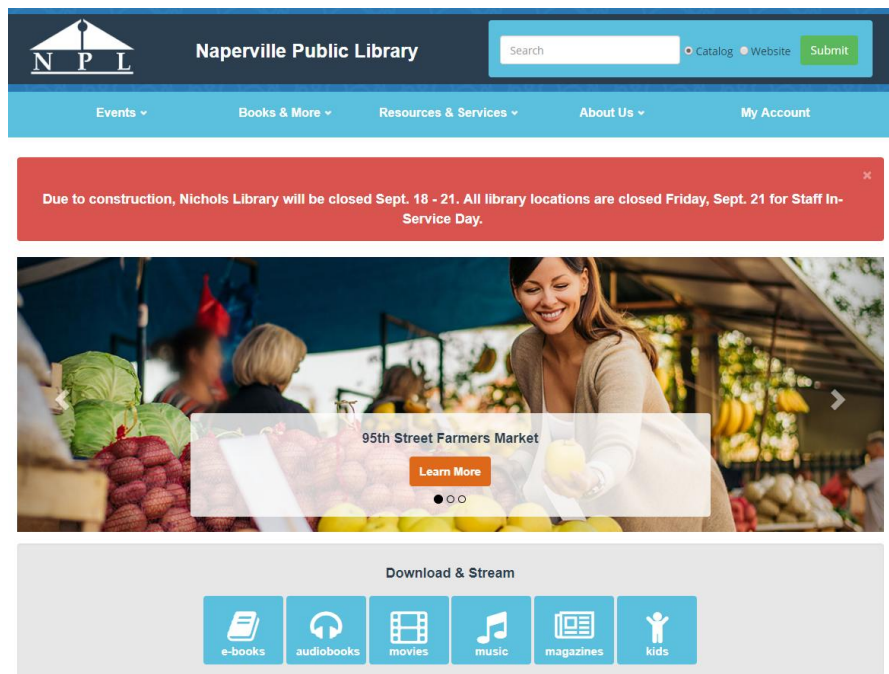 N P L
Naperville Public Library
Search
Catalog
Website
Submit
Events
Books & More
Resources & Services
About Us
My Account
×
Due to construction, Nichols Library will be closed Sept. 18 - 21. All library locations are closed Friday, Sept. 21 for Staff In-
Service Day.
95th Street Farmers Market
Learn More
Download & Stream
e-books
audiobooks
movies
music
magazines
kids